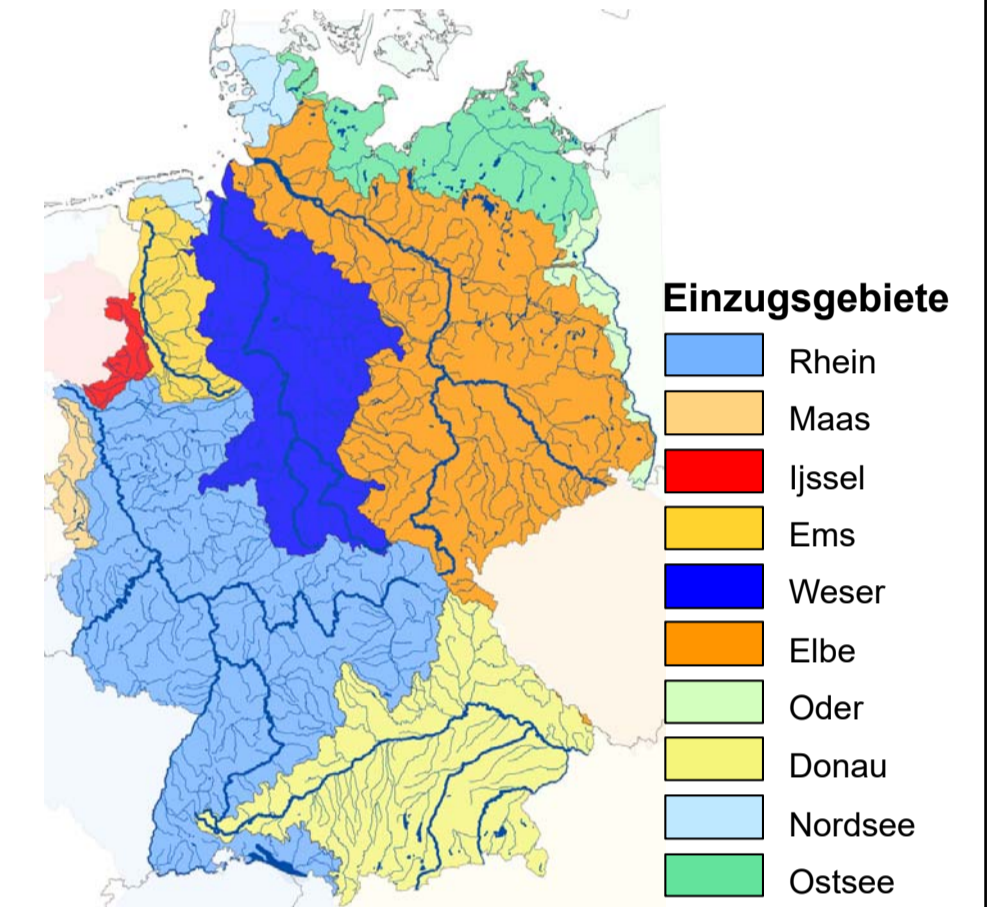 Einzugsgebiete
Rhein
Maas
Ijssel
Ems
Weser
Elbe
Oder
Donau
Nordsee
Ostsee